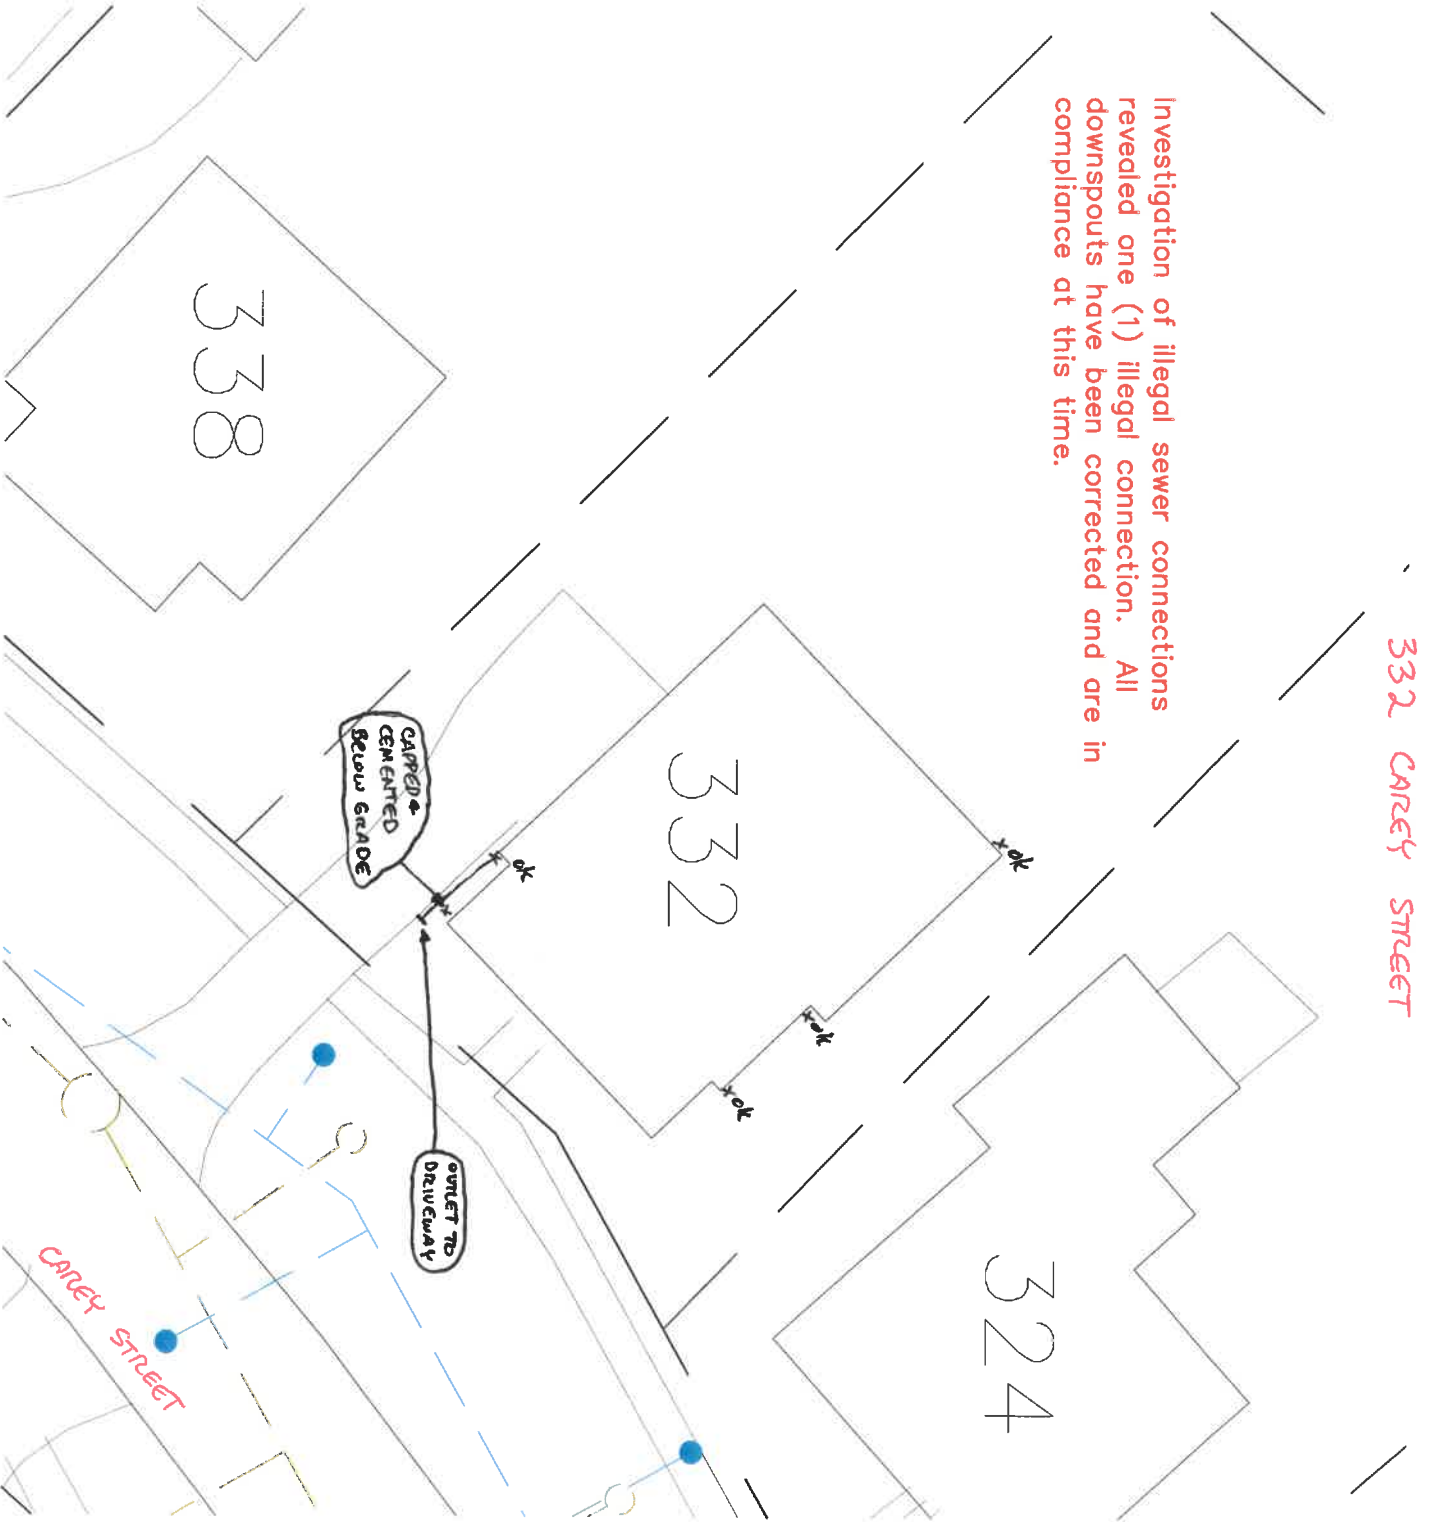 332 CAREY STREET
Investigation of illegal sewer connections
revealed one (1) illegal connection. All
downspouts have been corrected and are in
compliance at this time.
338
332
324
ok
ok
ok
ok
CAPPED &
CEMENTED
BELOW GRADE
OUTLET TO
DRIVEWAY
CAREY STREET